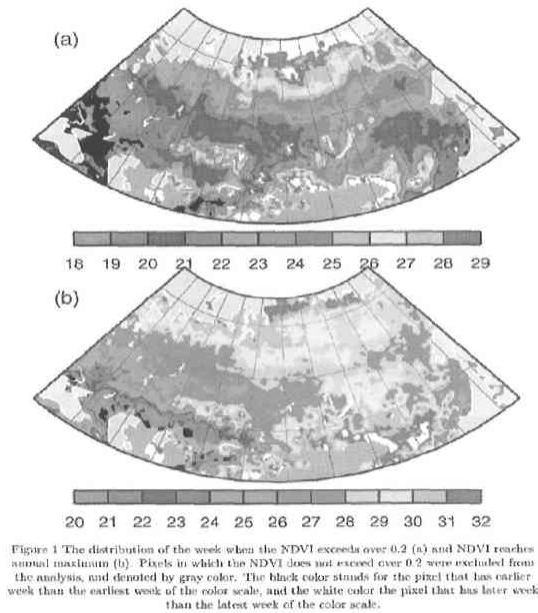 (a)
18 19 20 21 22 23 24 25 26 27 28 29
(b)
20 21 22 23 24 25 26 27 28 29 30 31 32
Figure 1 The distribution of the week when the NDVI exceeds over 0.2 (a) and NDVI reaches
annual maximum (b). Pixels in which the NDVI does not exceed over 0.2 were excluded from
the analysis, and denoted by gray color. The black color stands for the pixel that has earlier
week than the earliest week of the color scale, and the white color the pixel that has later week
than the latest week of the color scale.